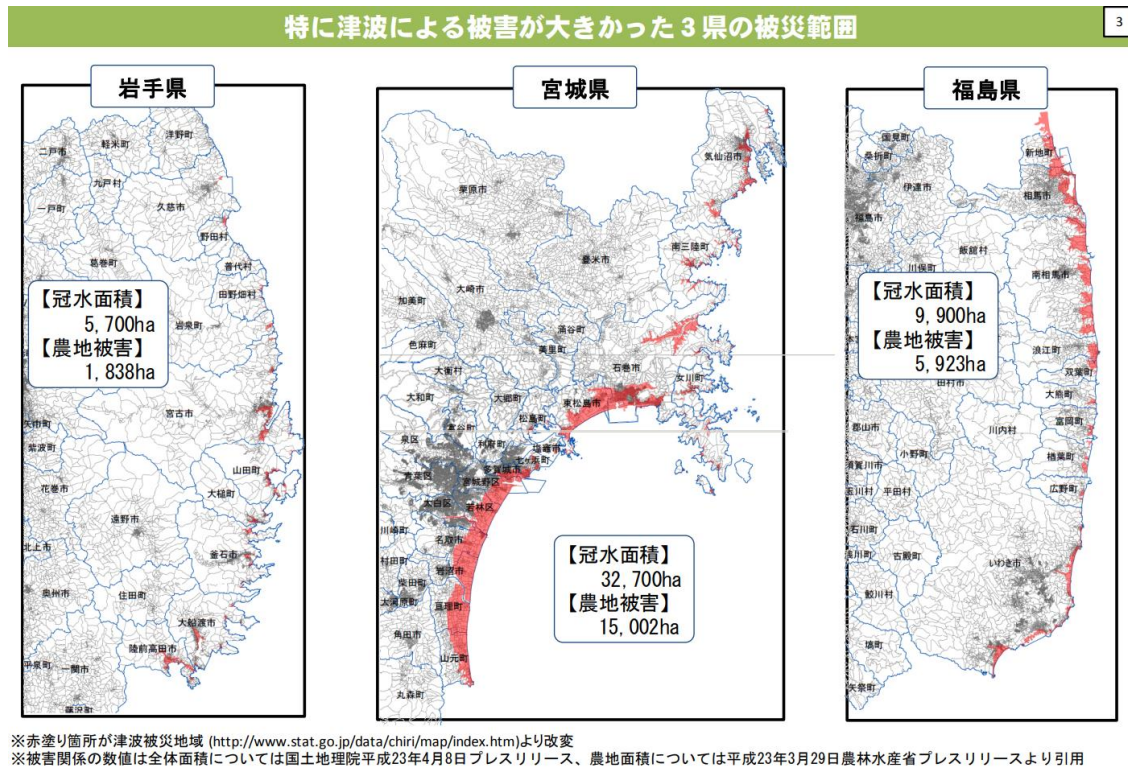 特に津波による被害が大きかった３県の被災範囲
3
岩手県
洋野町
軽米町
二戸市
九戸村
一戸町
久慈市
野田村
葛巻町
普代村
田野畑村
【冠水面積】
5,700ha
【農地被害】
1,838ha
岩泉町
宮古市
矢巾町
紫波町
山田町
花巻市
大槌町
遠野市
北上市
釜石市
奥州市
住田町
大船渡市
陸前高田市
平泉町
一関市
藤沢町
宮城県
気仙沼市
栗原市
南三陸町
登米市
大崎市
加美町
涌谷町
色麻町
美里町
石巻市
女川町
大衡村
東松島市
大和町
大郷町
松島町
富谷町
泉区
利府町
塩竈市
七ヶ浜町
多賀城市
青葉区
宮城野区
太白区
若林区
川崎町
名取市
村田町
岩沼市
柴田町
大河原町
亘理町
角田市
山元町
丸森町
【冠水面積】
32,700ha
【農地被害】
15,002ha
福島県
国見町
桑折町
新地町
伊達市
相馬市
福島市
飯舘村
川俣町
南相馬市
【冠水面積】
9,900ha
【農地被害】
5,923ha
浪江町
双葉町
田村市
大熊町
富岡町
郡山市
川内村
小野町
楢葉町
須賀川市
広野町
玉川村
平田村
石川町
古殿町
いわき市
鮫川村
塙町
矢祭町
※赤塗り箇所が津波被災地域 (http://www.stat.go.jp/data/chiri/map/index.htm)より改変
※被害関係の数値は全体面積については国土地理院平成23年4月8日プレスリリース、農地面積については平成23年3月29日農林水産省プレスリリースより引用